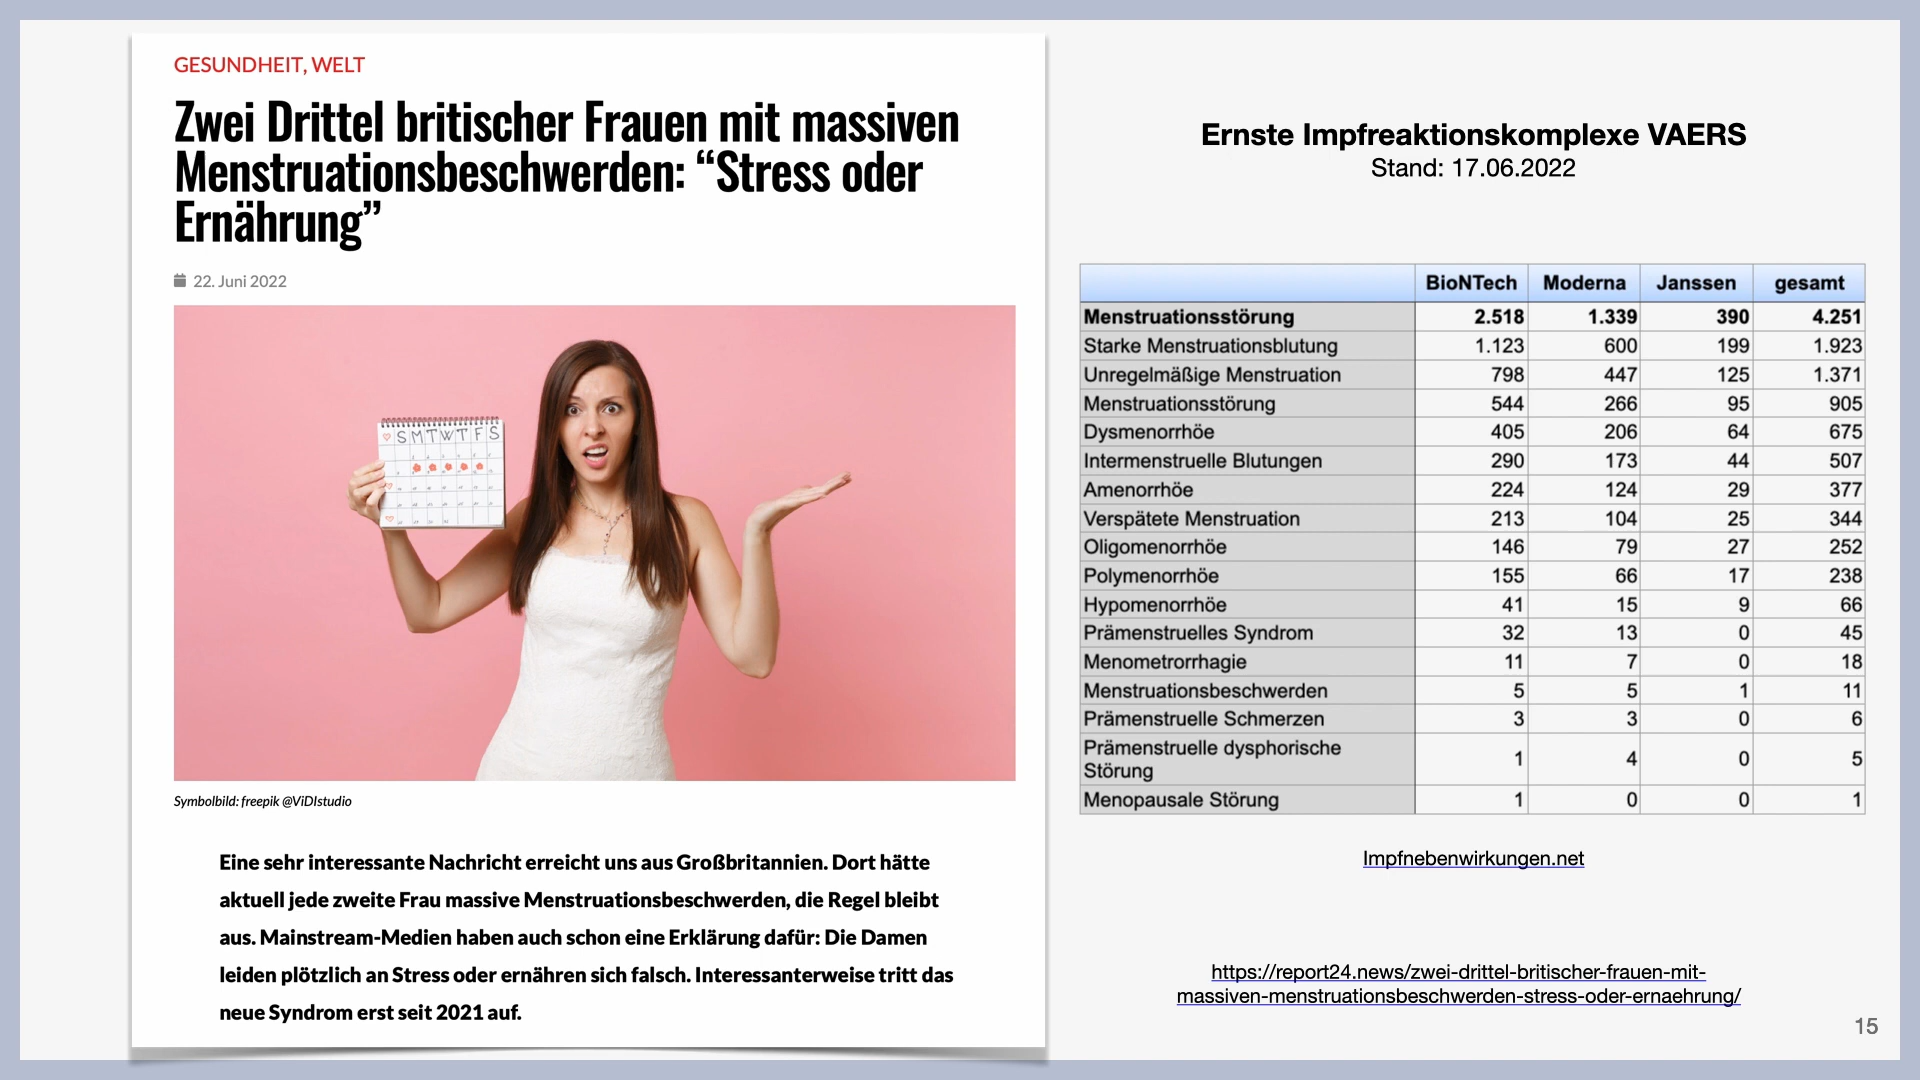 GESUNDHEIT, WELT
Zwei Drittel britischer Frauen mit massiven
Menstruationsbeschwerden: “Stress oder
Ernährung”
22. Juni 2022
S M T W T F S
Symbolbild: freepik @ViDIstudio
Eine sehr interessante Nachricht erreicht uns aus Großbritannien. Dort hätte
aktuell jede zweite Frau massive Menstruationsbeschwerden, die Regel bleibt
aus. Mainstream-Medien haben auch schon eine Erklärung dafür: Die Damen
leiden plötzlich an Stress oder ernähren sich falsch. Interessanterweise tritt das
neue Syndrom erst seit 2021 auf.
Ernste Impfreaktionskomplexe VAERS
Stand: 17.06.2022
BioNTech Moderna Janssen gesamt
Menstruationsstörung 2.518 1.339 390 4.251
Starke Menstruationsblutung 1.123 600 199 1.923
Unregelmäßige Menstruation 798 447 125 1.371
Menstruationsstörung 544 266 95 905
Dysmenorrhöe 405 206 64 675
Intermenstruelle Blutungen 290 173 44 507
Amenorrhöe 224 124 29 377
Verspätete Menstruation 213 104 25 344
Oligomenorrhöe 146 79 27 252
Polymenorrhöe 155 66 17 238
Hypomenorrhöe 41 15 9 66
Prämenstruelles Syndrom 32 13 0 45
Menometrorrhagie 11 7 0 18
Menstruationsbeschwerden 5 5 1 11
Prämenstruelle Schmerzen 3 3 0 6
Prämenstruelle dysphorische
Störung 1 4 0 5
Menopausale Störung 1 0 0 1
Impfnebenwirkungen.net
https://report24.news/zwei-drittel-britischer-frauen-mit-
massiven-menstruationsbeschwerden-stress-oder-ernaehrung/
15